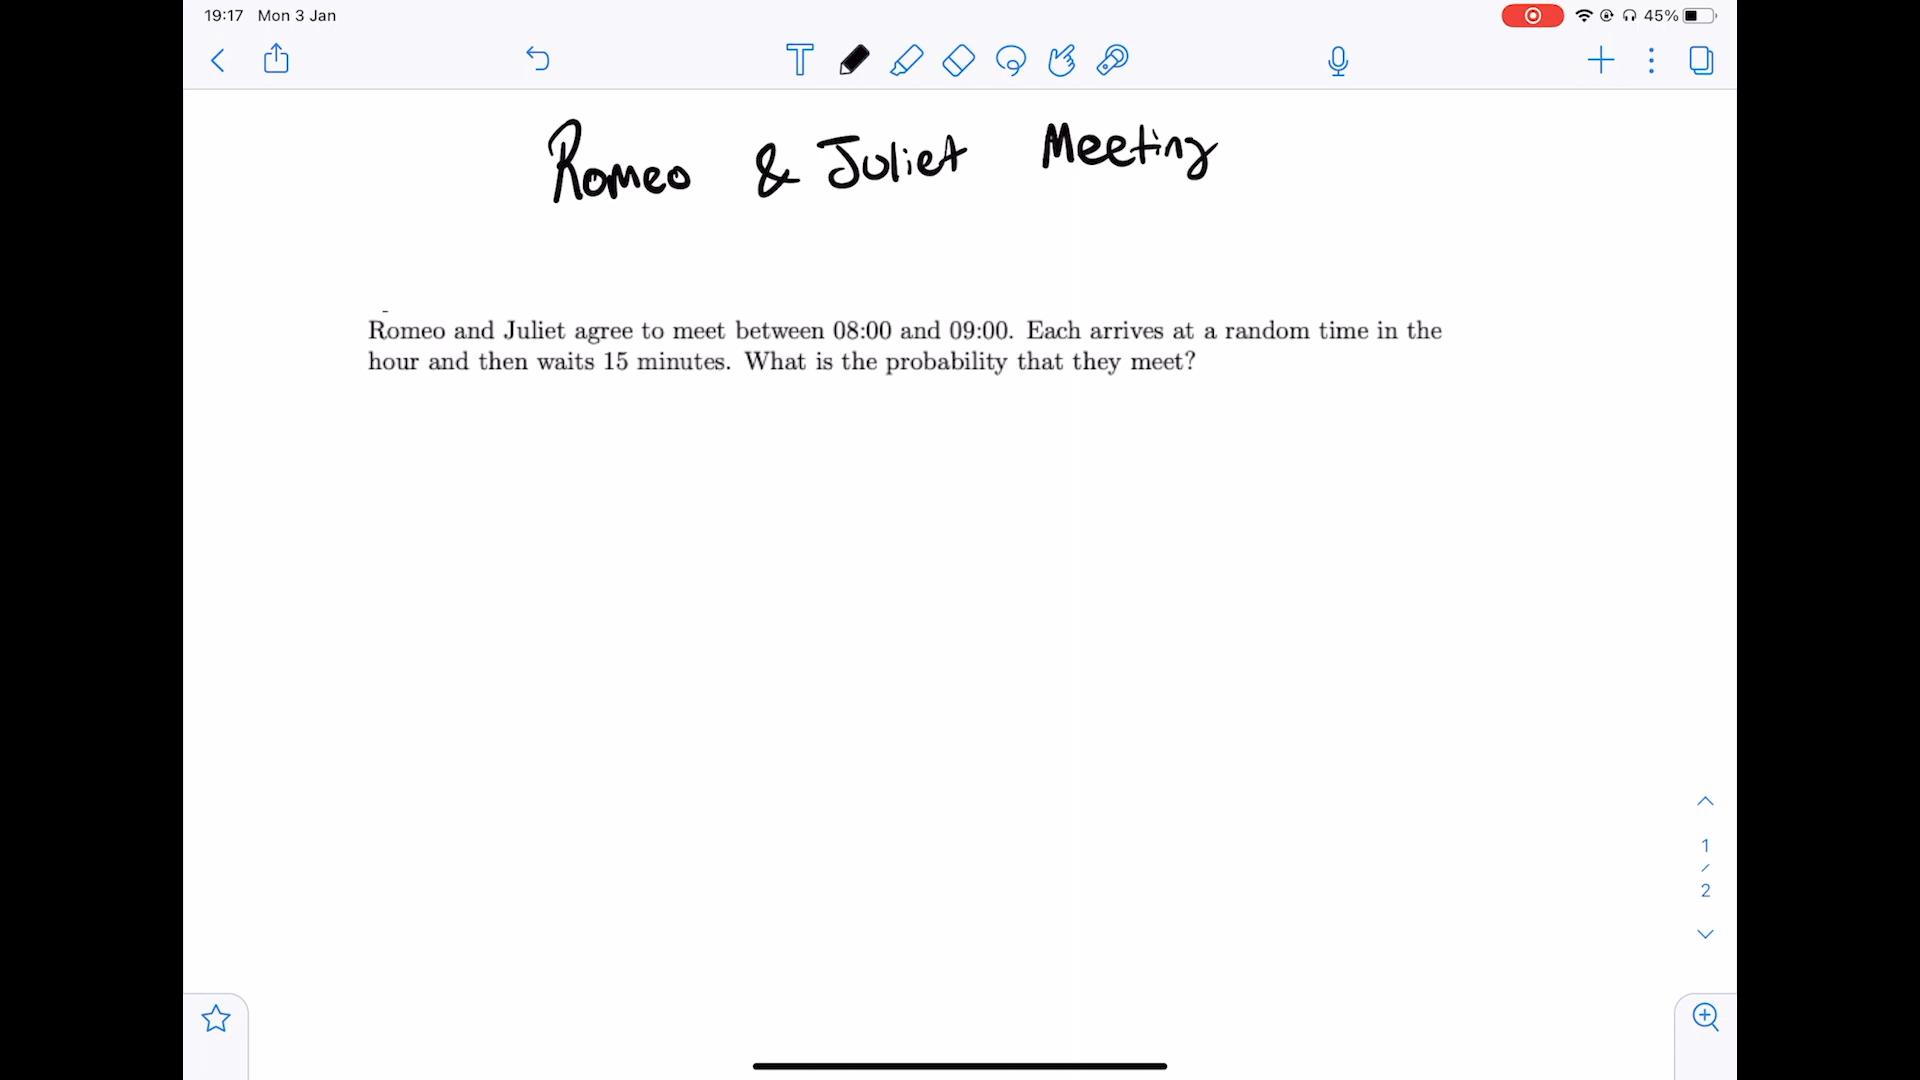 19:17 Mon 3 Jan
45%
T
Romeo & Juliet Meeting
Romeo and Juliet agree to meet between 08:00 and 09:00. Each arrives at a random time in the
hour and then waits 15 minutes. What is the probability that they meet?
1
/
2